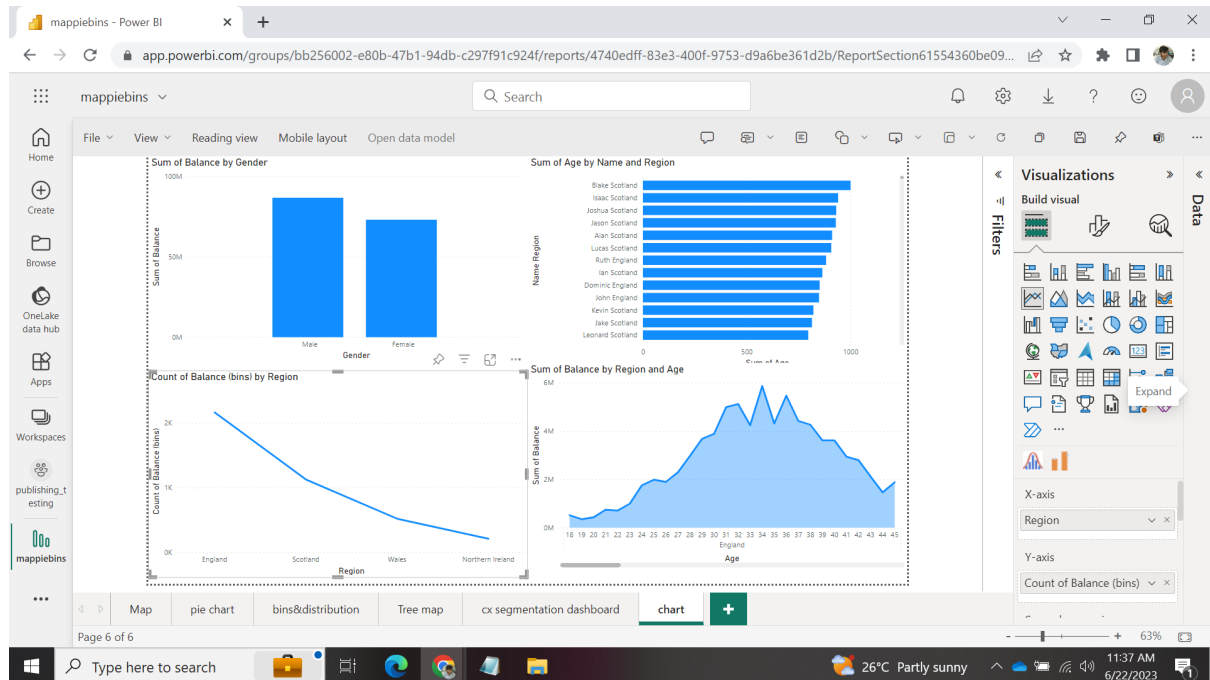 mappiebins - Power BI
app.powerbi.com/groups/bb256002-e80b-47b1-94db-c297f91c924f/reports/4740edff-83e3-400f-9753-d9a6be361d2b/ReportSection61554360be09...
mappiebins
Search
File View Reading view Mobile layout Open data model
Home
Create
Browse
OneLake
data hub
Apps
Workspaces
publishing_t
esting
mappiebins
Sum of Balance by Gender
100M
50M
0M
Sum of Balance
Male Female
Gender
Sum of Age by Name and Region
Name Region
Blake Scotland
Isaac Scotland
Joshua Scotland
Jason Scotland
Alan Scotland
Lucas Scotland
Ruth England
Ian Scotland
Dominic England
John England
Kevin Scotland
Jake Scotland
Leonard Scotland
0 500 1000
Sum of Age
Count of Balance (bins) by Region
2K
1K
0K
Count of Balance (bins)
England Scotland Wales Northern Ireland
Region
Sum of Balance by Region and Age
6M
4M
2M
0M
Sum of Balance
18 19 20 21 22 23 24 25 26 27 28 29 30 31 32 33 34 35 36 37 38 39 40 41 42 43 44 45
England
Age
Filters
Visualizations
Build visual
123
Expand
X-axis
Region
Y-axis
Count of Balance (bins)
Data
Map pie chart bins&distribution Tree map cx segmentation dashboard chart
Page 6 of 6
63%
Type here to search
26°C Partly sunny
11:37 AM
6/22/2023
1